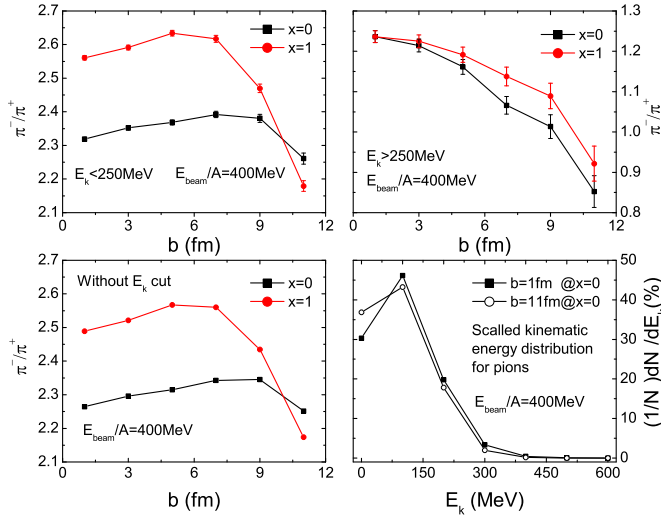 2.7
2.6
2.5
2.4
2.3
2.2
2.1
π⁻/π⁺
x=0
x=1
E_k<250MeV
E_beam/A=400MeV
0 3 6 9 12
b (fm)
x=0
x=1
E_k>250MeV
E_beam/A=400MeV
0 3 6 9 12
b (fm)
1.3
1.2
1.1
1.0
0.9
0.8
π⁻/π⁺
2.7
2.6
2.5
2.4
2.3
2.2
2.1
π⁻/π⁺
Without E_k cut
x=0
x=1
E_beam/A=400MeV
0 3 6 9 12
b (fm)
b=1fm @x=0
b=11fm@x=0
Scalled kinematic
energy distribution
for pions
E_beam/A=400MeV
0 150 300 450 600
E_k (MeV)
50
40
30
20
10
0
(1/N )dN /dE_k(%)